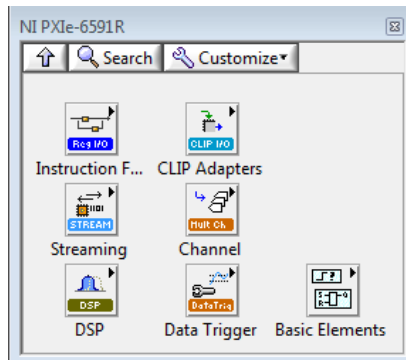 NI PXIe-6591R
Search Customize
Reg I/O CLIP I/O
Instruction F... CLIP Adapters
STREAM Mult Ch
Streaming Channel
DSP DataTrig
DSP Data Trigger Basic Elements